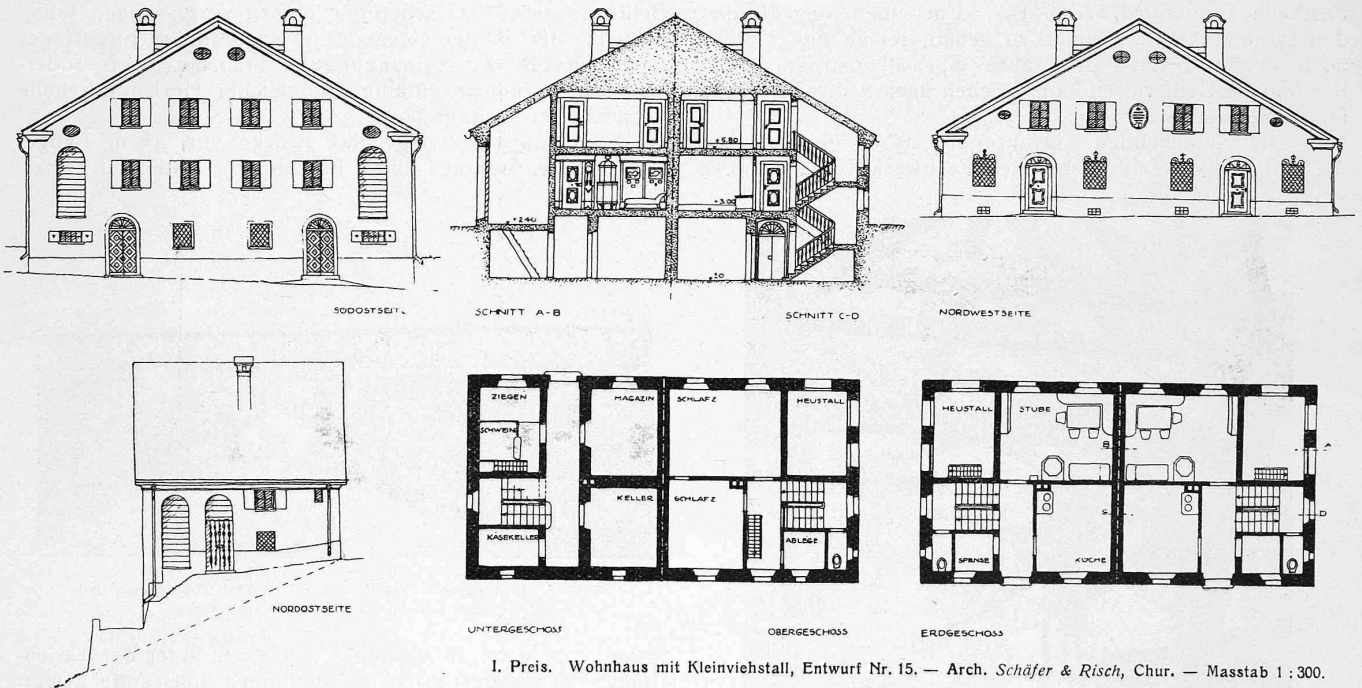 +5.80
+3.00
+2.40
±0
SÜDOSTSEITE
SCHNITT A-B
SCHNITT C-D
NORDWESTSEITE
ZIEGEN
MAGAZIN
SCHLAFZ
HEUSTALL
HEUSTALL
STUBE
SCHWEINE
B
A
KELLER
SCHLAFZ
C
D
KÄSEKELLER
ABLEGE
SPENSE
KÜCHE
NORDOSTSEITE
UNTERGESCHOSS
OBERGESCHOSS
ERDGESCHOSS
I. Preis. Wohnhaus mit Kleinviehstall, Entwurf Nr. 15. — Arch. Schäfer & Risch, Chur. — Masstab 1 : 300.